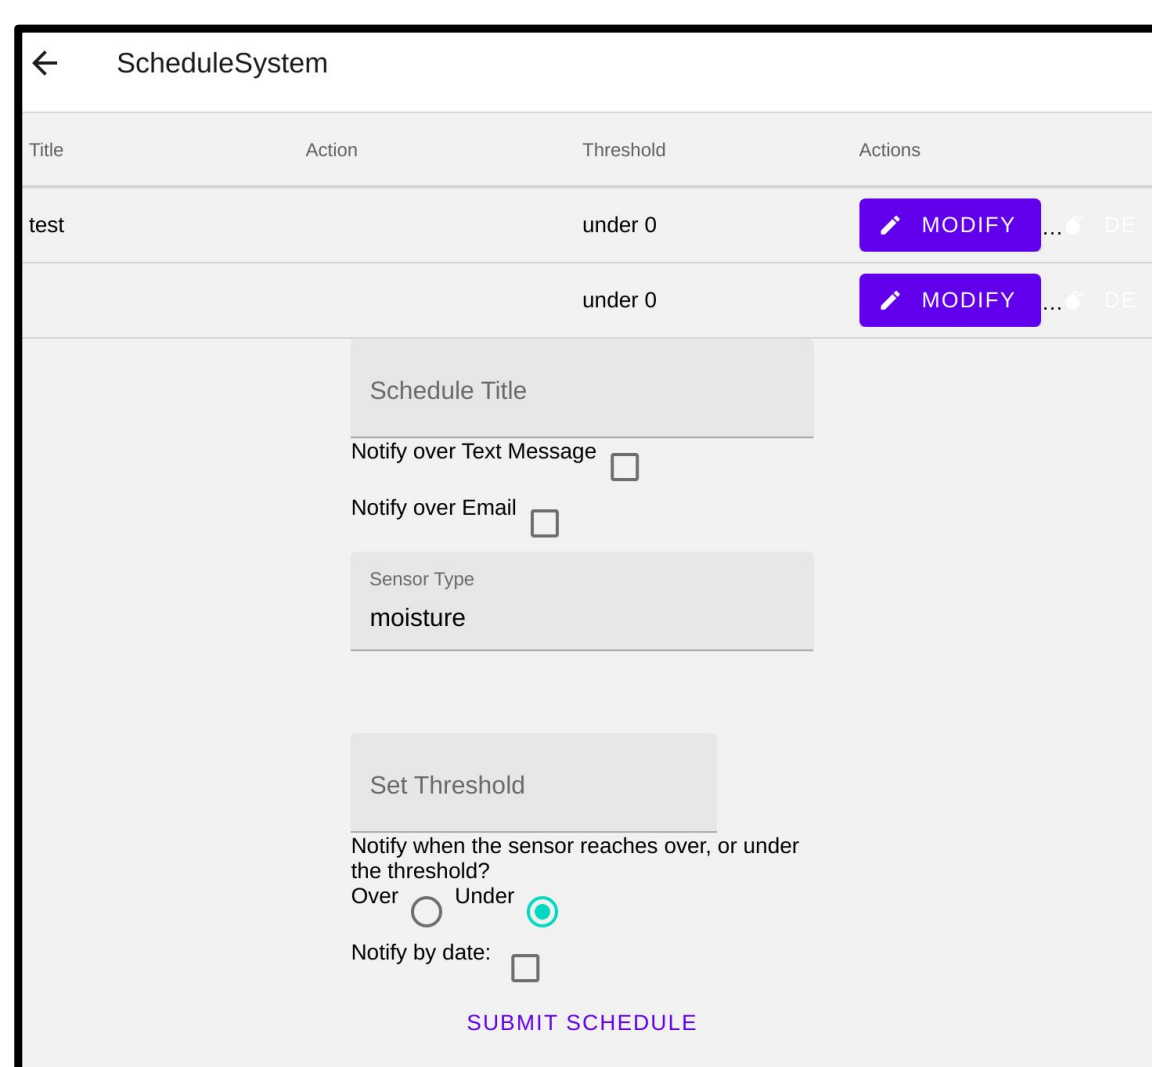 ScheduleSystem
Title Action Threshold Actions
test under 0 MODIFY ... DE
under 0 MODIFY ... DE
Schedule Title
Notify over Text Message
Notify over Email
Sensor Type
moisture
Set Threshold
Notify when the sensor reaches over, or under
the threshold?
Over Under
Notify by date:
SUBMIT SCHEDULE